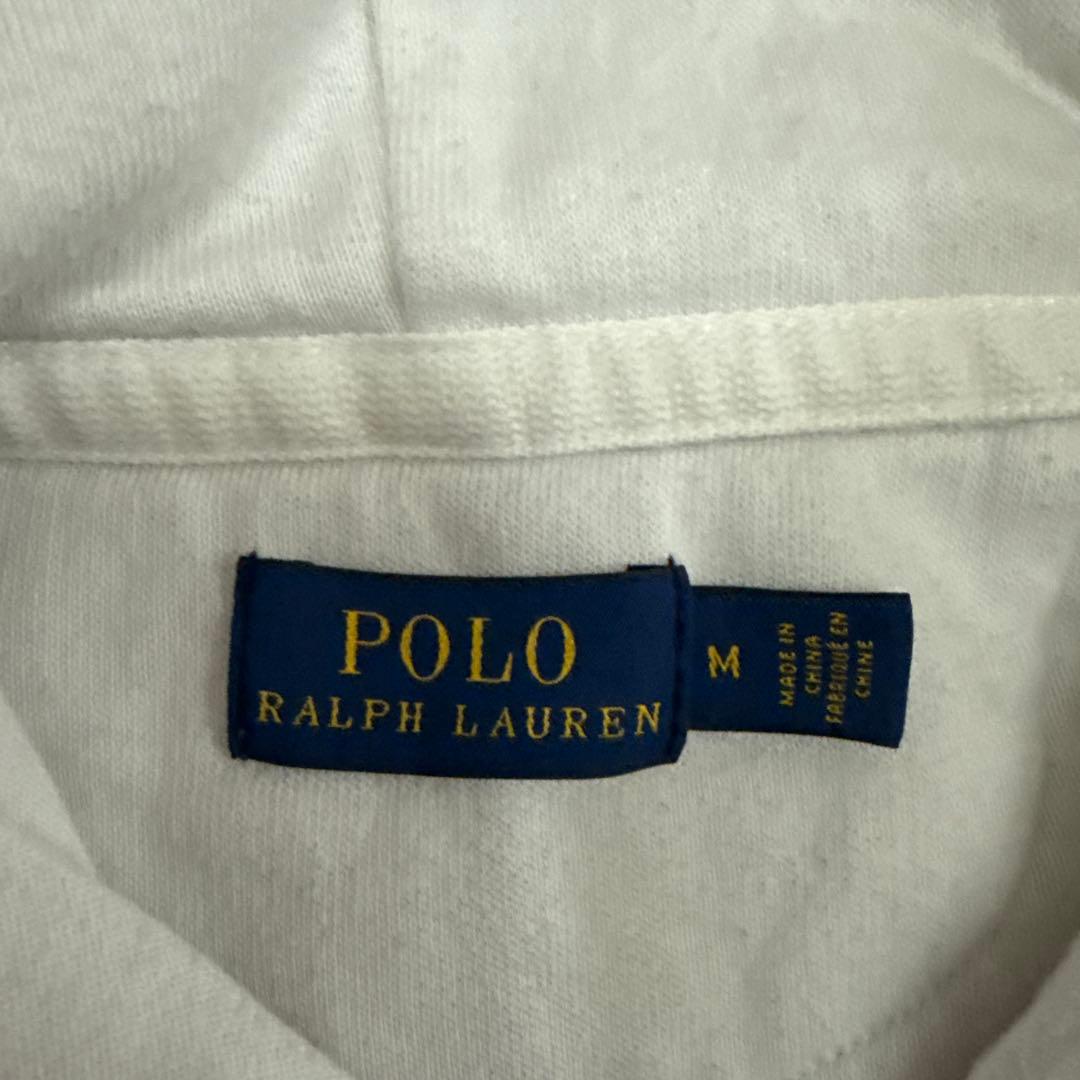 POLO
RALPH LAUREN
M
MADE IN
CHINA
FABRIQUÉ EN
CHINE